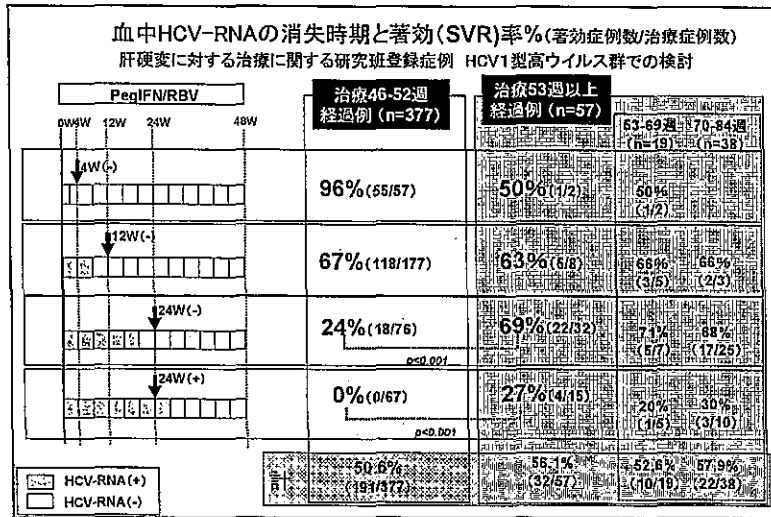 血中HCV-RNAの消失時期と著効(SVR)率%(著効症例数/治療症例数)
肝硬変に対する治療に関する研究班登録症例 HCV1型高ウイルス群での検討
PegIFN/RBV
0w4W 12W 24W 48W
治療46-52週
経過例 (n=377)
治療53週以上
経過例 (n=57)
53-69週 70-84週
(n=19) (n=38)
4W(-)
96%(55/57)
50%(1/2)
50%
(1/2)
12W(-)
67%(118/177)
63%(5/8)
66% 66%
(3/5) (2/3)
24W(-)
24%(18/76)
69%(22/32)
71% 88%
(5/7) (17/25)
p<0.001
24W(+)
0%(0/67)
27%(4/15)
20% 30%
(1/5) (3/10)
p<0.001
計
50.6%
(191/377)
56.1%
(32/57)
52.6% 57.9%
(10/19) (22/38)
HCV-RNA(+)
HCV-RNA(-)